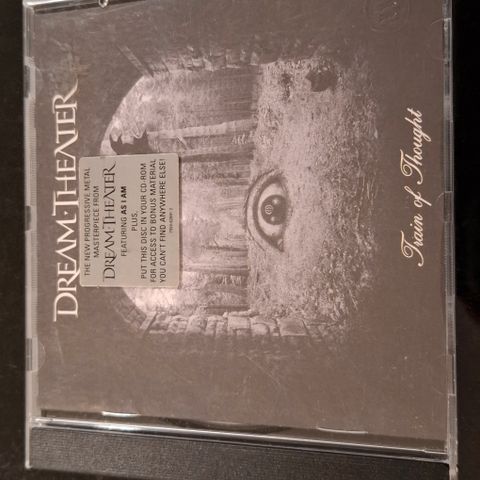 DREAM THEATER
THE NEW PROGRESSIVE METAL
MASTERPIECE FROM
DREAM THEATER
FEATURING AS I AM
PLUS,
PUT THIS DISC IN YOUR CD-ROM
FOR ACCESS TO BONUS MATERIAL
YOU CAN'T FIND ANYWHERE ELSE!
Train of Thought